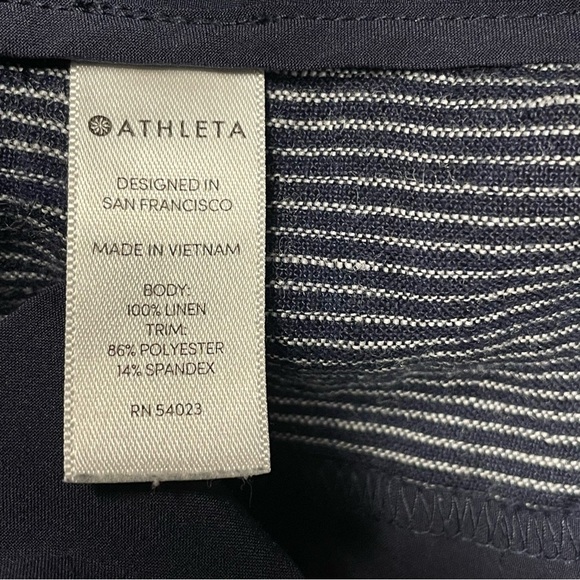 ATHLETA
DESIGNED IN
SAN FRANCISCO
MADE IN VIETNAM
BODY:
100% LINEN
TRIM:
86% POLYESTER
14% SPANDEX
RN 54023